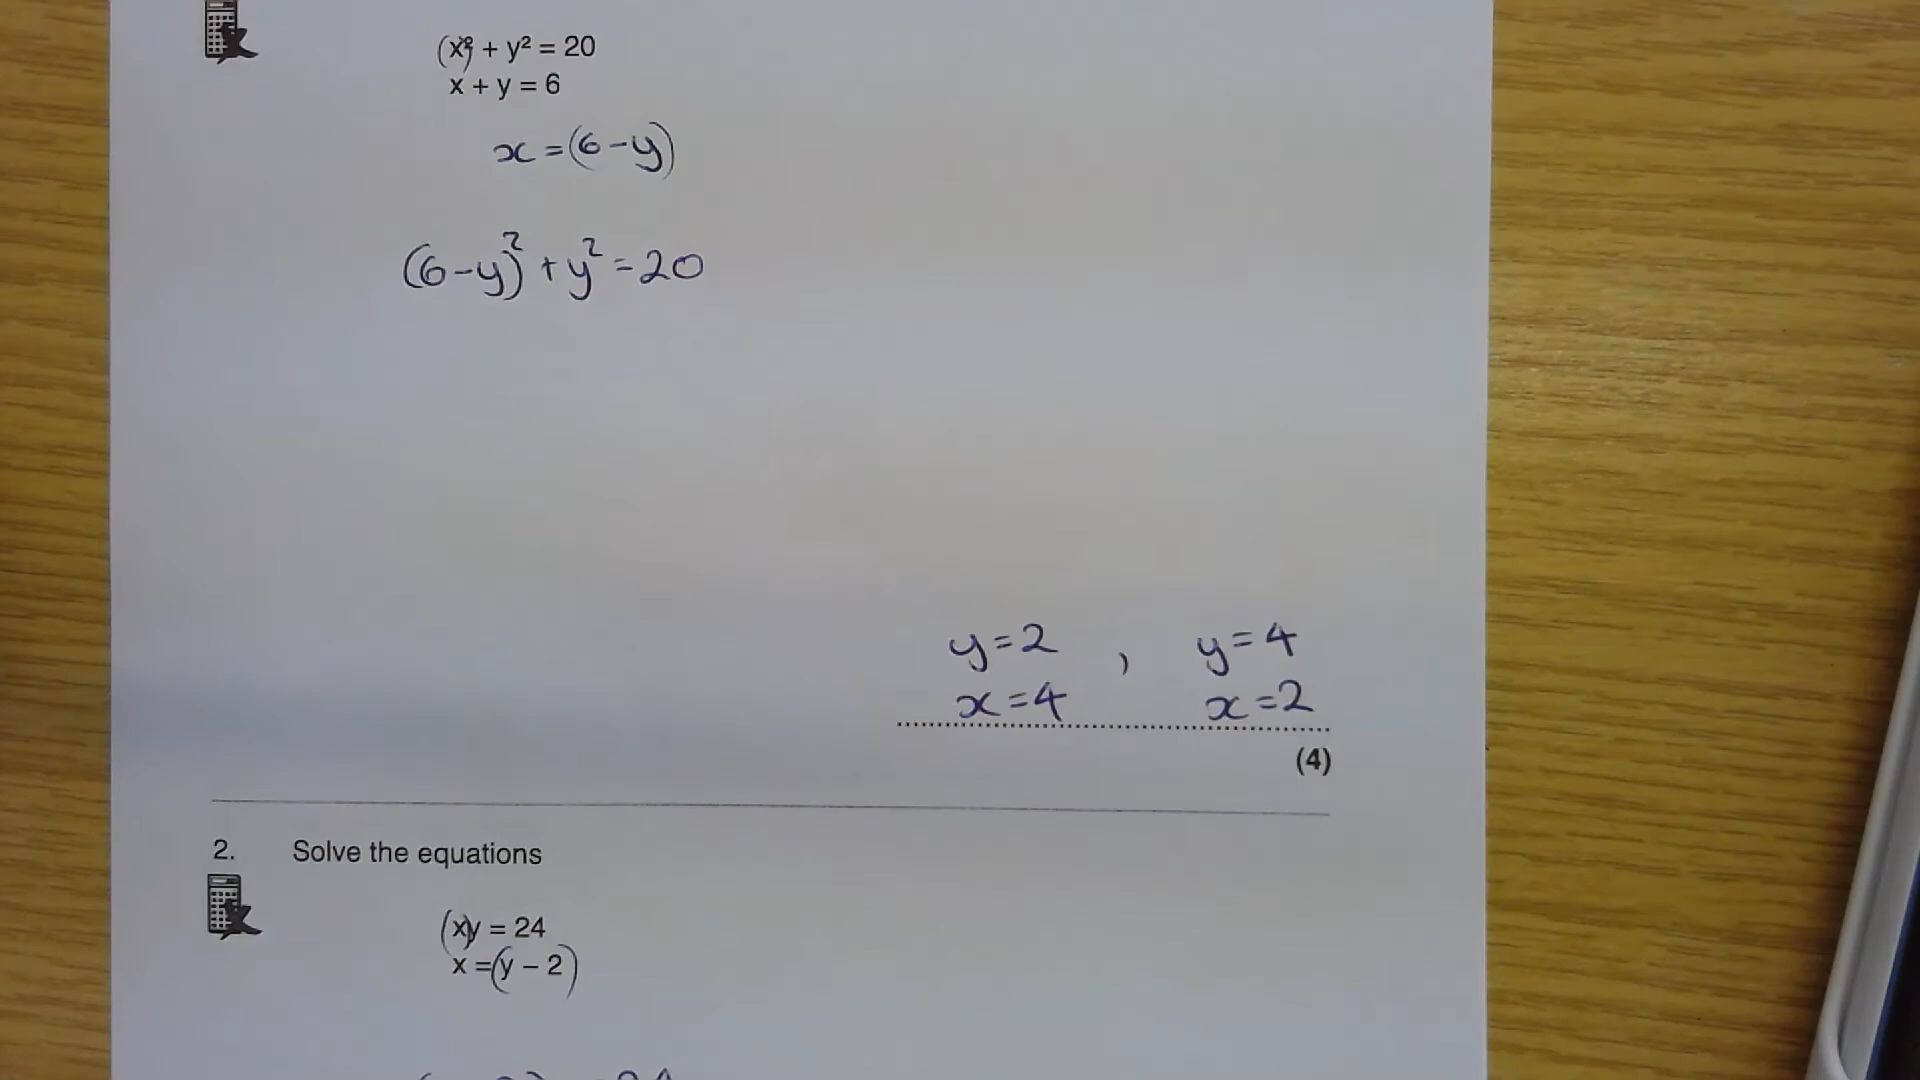 (x²) + y² = 20
x + y = 6
x = (6 - y)
(6 - y)² + y² = 20
y = 2 , y = 4
x = 4 x = 2
(4)
2. Solve the equations
(x)y = 24
x = (y - 2)